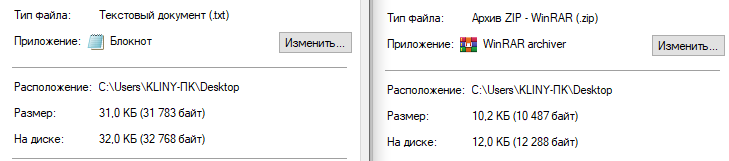 Тип файла: Текстовый документ (.txt)
Приложение: Блокнот Изменить...
Расположение: C:\Users\KLINY-ПК\Desktop
Размер: 31,0 КБ (31 783 байт)
На диске: 32,0 КБ (32 768 байт)
Тип файла: Архив ZIP - WinRAR (.zip)
Приложение: WinRAR archiver Изменить...
Расположение: C:\Users\KLINY-ПК\Desktop
Размер: 10,2 КБ (10 487 байт)
На диске: 12,0 КБ (12 288 байт)